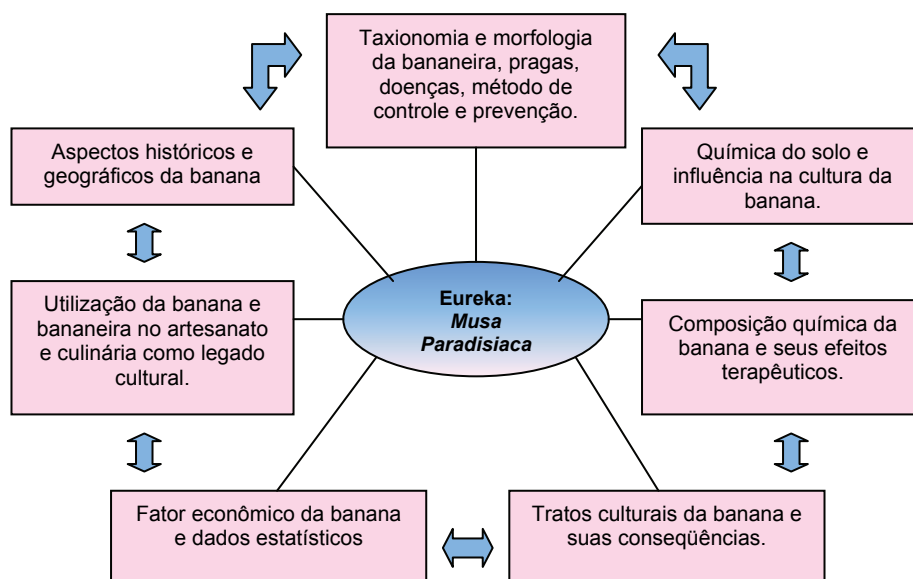 Taxionomia e morfologia
da bananeira, pragas,
doenças, método de
controle e prevenção.
Aspectos históricos e
geográficos da banana
Química do solo e
influência na cultura da
banana.
Utilização da banana e
bananeira no artesanato
e culinária como legado
cultural.
Eureka:
Musa
Paradisiaca
Composição química da
banana e seus efeitos
terapêuticos.
Fator econômico da banana
e dados estatísticos
Tratos culturais da banana e
suas conseqüências.